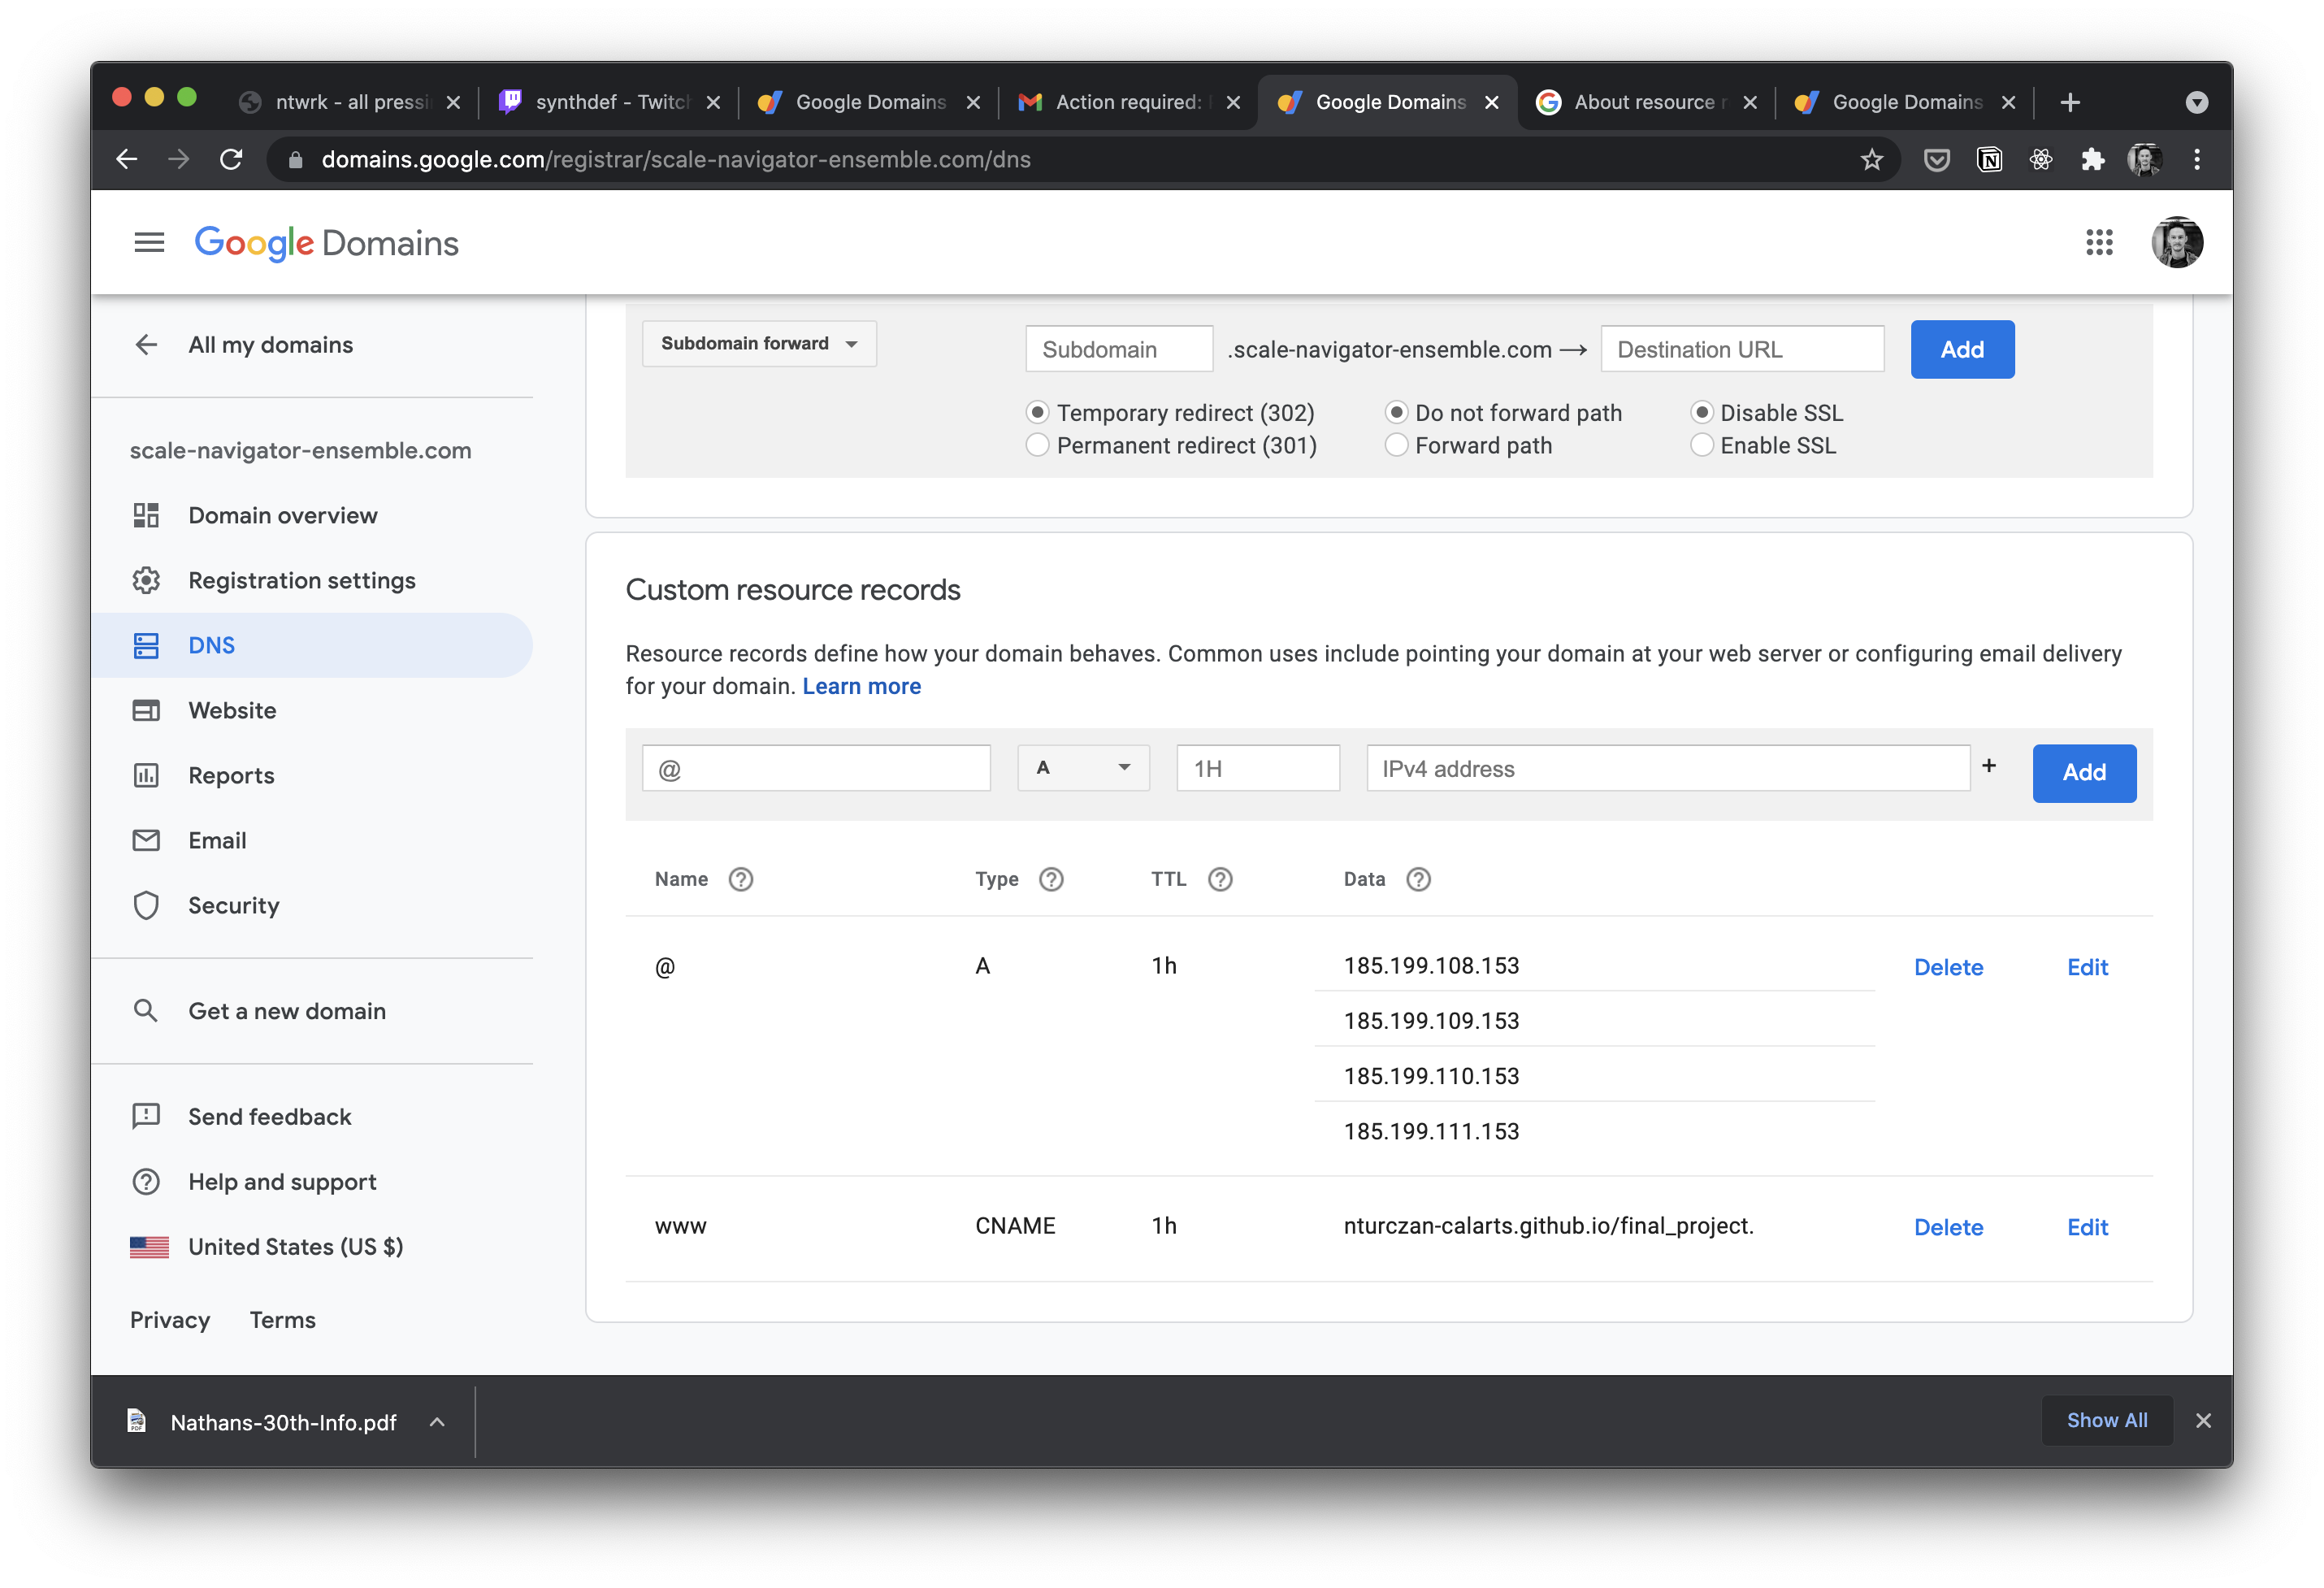 ntwrk - all pressi
synthdef - Twitch
Google Domains
Action required:
Google Domains
About resource r
Google Domains
domains.google.com/registrar/scale-navigator-ensemble.com/dns
Google Domains
All my domains
scale-navigator-ensemble.com
Domain overview
Registration settings
DNS
Website
Reports
Email
Security
Get a new domain
Send feedback
Help and support
United States (US $)
Privacy Terms
Subdomain forward
Subdomain .scale-navigator-ensemble.com → Destination URL Add
Temporary redirect (302) Do not forward path Disable SSL
Permanent redirect (301) Forward path Enable SSL
Custom resource records
Resource records define how your domain behaves. Common uses include pointing your domain at your web server or configuring email delivery
for your domain. Learn more
@ A 1H IPv4 address + Add
Name ? Type ? TTL ? Data ?
@ A 1h 185.199.108.153 Delete Edit
185.199.109.153
185.199.110.153
185.199.111.153
www CNAME 1h nturczan-calarts.github.io/final_project. Delete Edit
Nathans-30th-Info.pdf
Show All